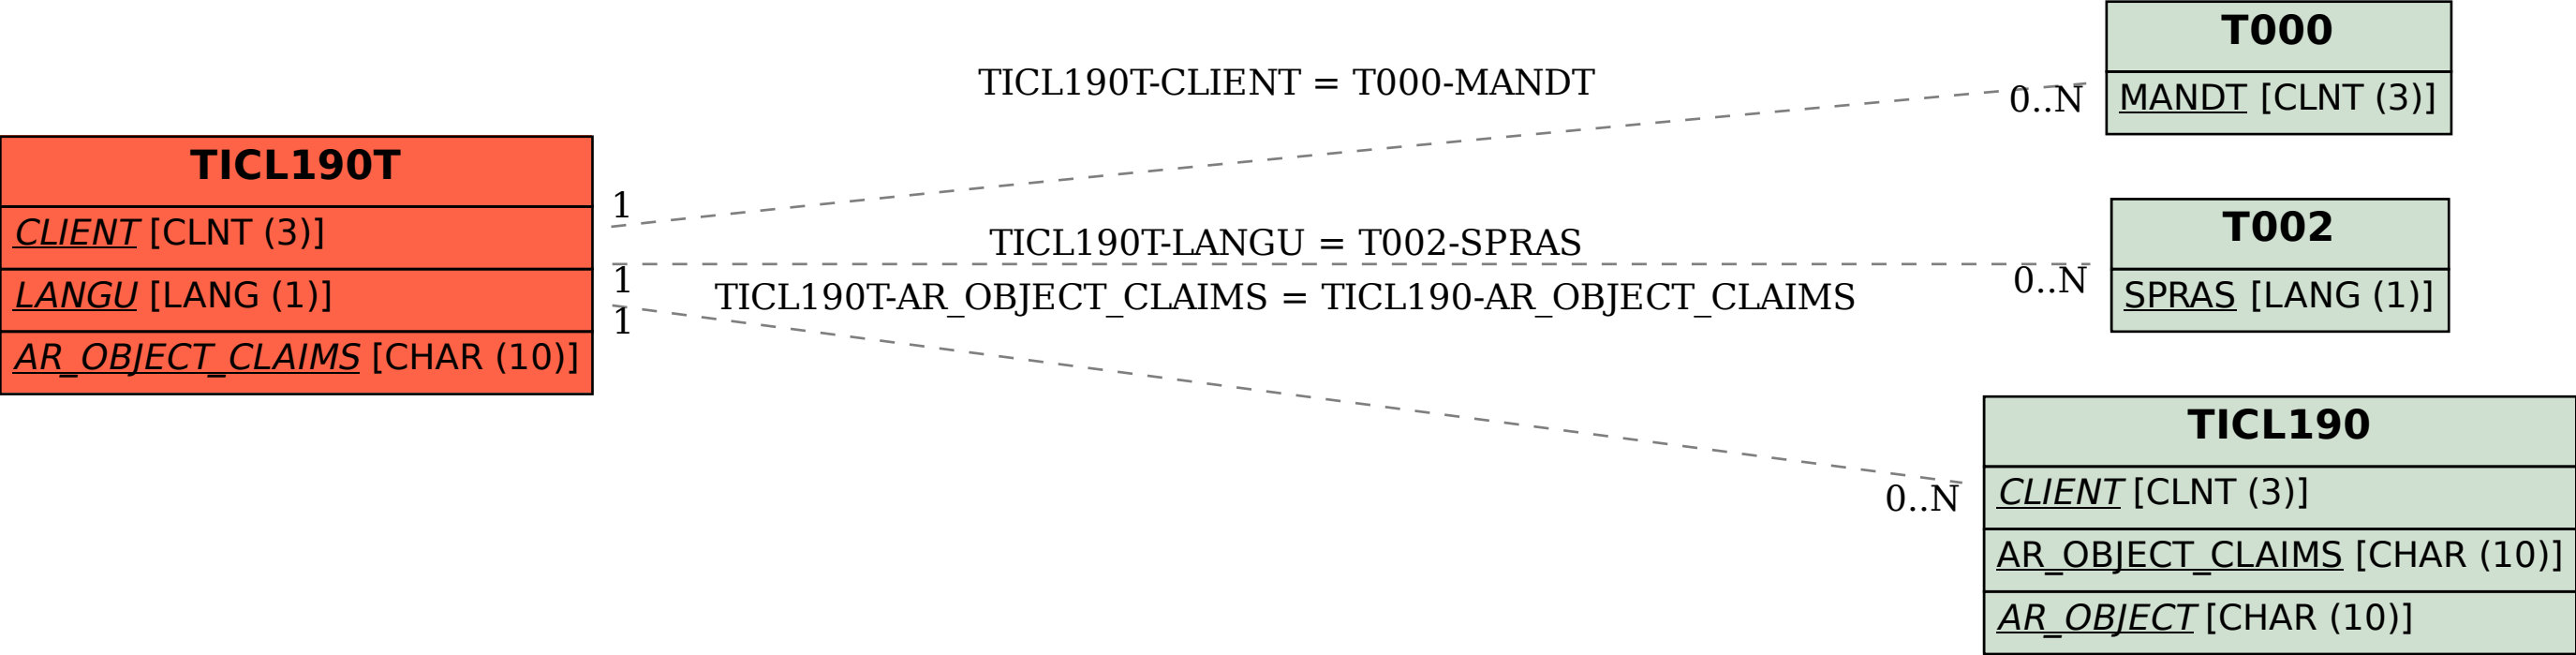 TICL190T
CLIENT [CLNT (3)]
LANGU [LANG (1)]
AR_OBJECT_CLAIMS [CHAR (10)]
TICL190T-CLIENT = T000-MANDT
1
0..N
TICL190T-LANGU = T002-SPRAS
1
0..N
TICL190T-AR_OBJECT_CLAIMS = TICL190-AR_OBJECT_CLAIMS
1
0..N
T000
MANDT [CLNT (3)]
T002
SPRAS [LANG (1)]
TICL190
CLIENT [CLNT (3)]
AR_OBJECT_CLAIMS [CHAR (10)]
AR_OBJECT [CHAR (10)]